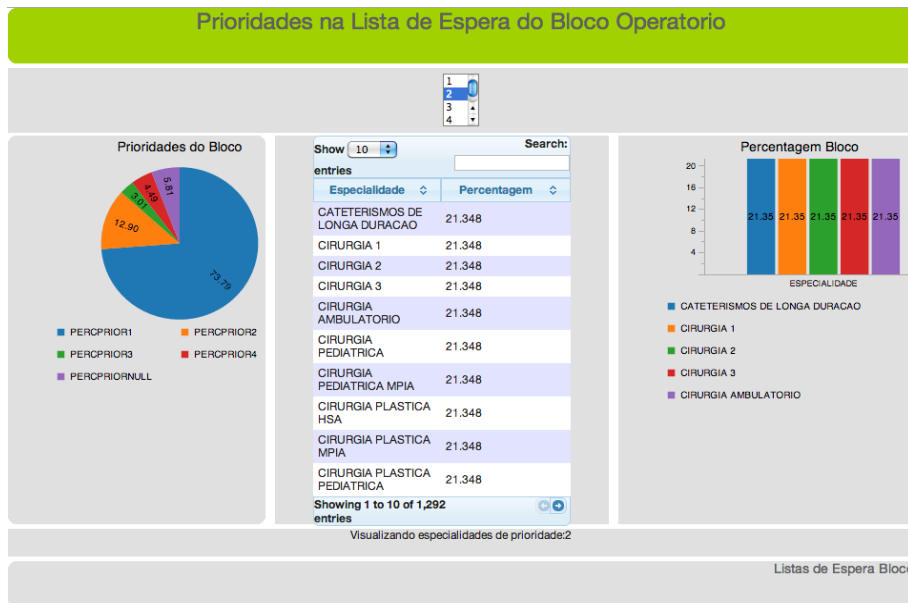 Prioridades na Lista de Espera do Bloco Operatorio
1
2
3
4
Prioridades do Bloco
5.81
4.49
3.01
12.90
73.79
PERCPRIOR1
PERCPRIOR2
PERCPRIOR3
PERCPRIOR4
PERCPRIORNULL
Show 10
entries
Search:
Especialidade
Percentagem
CATETERISMOS DE
LONGA DURACAO
21.348
CIRURGIA 1
21.348
CIRURGIA 2
21.348
CIRURGIA 3
21.348
CIRURGIA
AMBULATORIO
21.348
CIRURGIA
PEDIATRICA
21.348
CIRURGIA
PEDIATRICA MPIA
21.348
CIRURGIA PLASTICA
HSA
21.348
CIRURGIA PLASTICA
MPIA
21.348
CIRURGIA PLASTICA
PEDIATRICA
21.348
Showing 1 to 10 of 1,292
entries
Percentagem Bloco
20
16
12
8
4
21.35 21.35 21.35 21.35 21.35
ESPECIALIDADE
CATETERISMOS DE LONGA DURACAO
CIRURGIA 1
CIRURGIA 2
CIRURGIA 3
CIRURGIA AMBULATORIO
Visualizando especialidades de prioridade:2
Listas de Espera Bloco